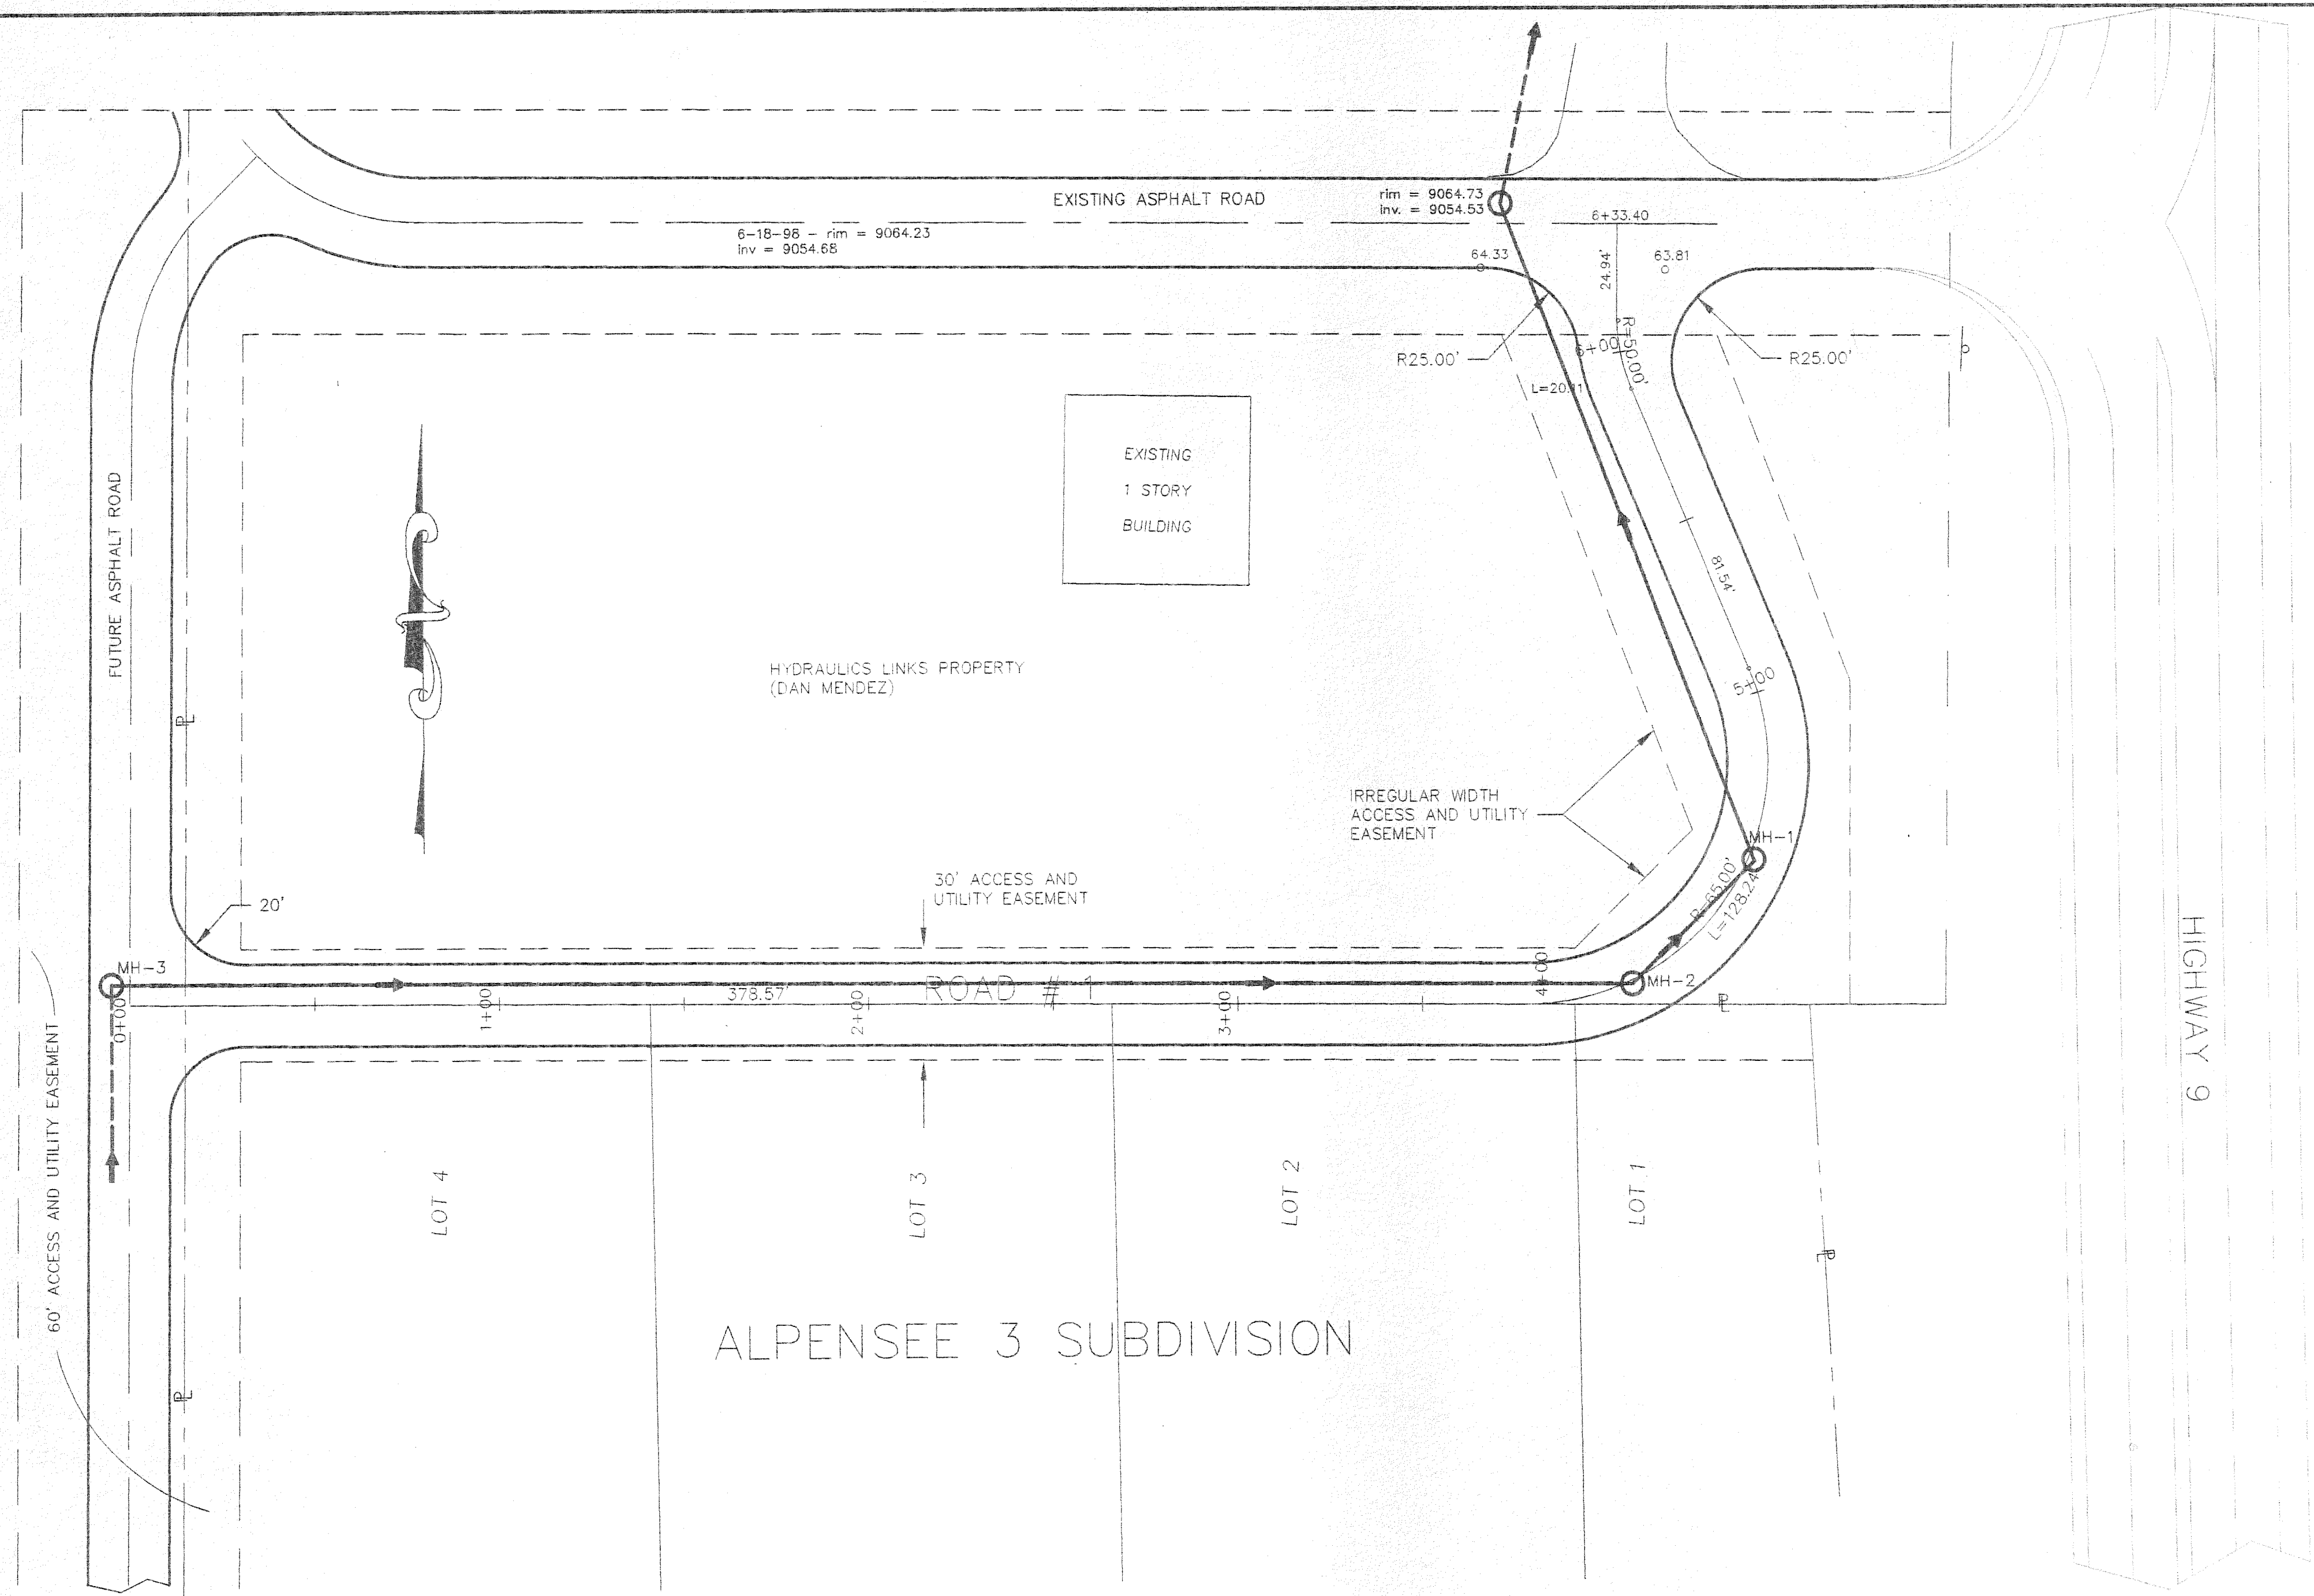 EXISTING ASPHALT ROAD
rim = 9064.73
inv. = 9054.53
6+33.40
6-18-98 - rim = 9064.23
inv = 9054.68
64.33
24.94'
63.81
R=50.00'
6+00
R25.00'
R25.00'
L=20.11
EXISTING
1 STORY
BUILDING
FUTURE ASPHALT ROAD
81.54'
HYDRAULICS LINKS PROPERTY
(DAN MENDEZ)
5+00
PL
IRREGULAR WIDTH
ACCESS AND UTILITY
EASEMENT
MH-1
R=65.00'
L=128.24'
30' ACCESS AND
UTILITY EASEMENT
20'
MH-3
0+00
1+00
378.57'
2+00
ROAD # 1
3+00
4+00
MH-2
PL
HIGHWAY 9
60' ACCESS AND UTILITY EASEMENT
LOT 4
LOT 3
LOT 2
LOT 1
PL
ALPENSEE 3 SUBDIVISION
PL